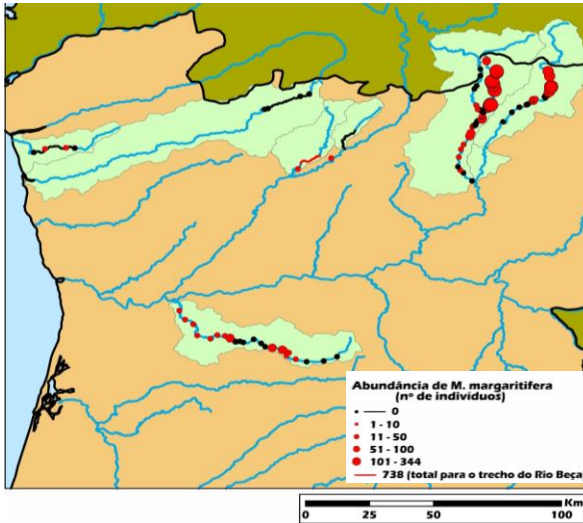 Abundância de M. margaritifera
(nº de indivíduos)
0
1 - 10
11 - 50
51 - 100
101 - 344
738 (total para o trecho do Rio Beça
Km
0 25 50 100